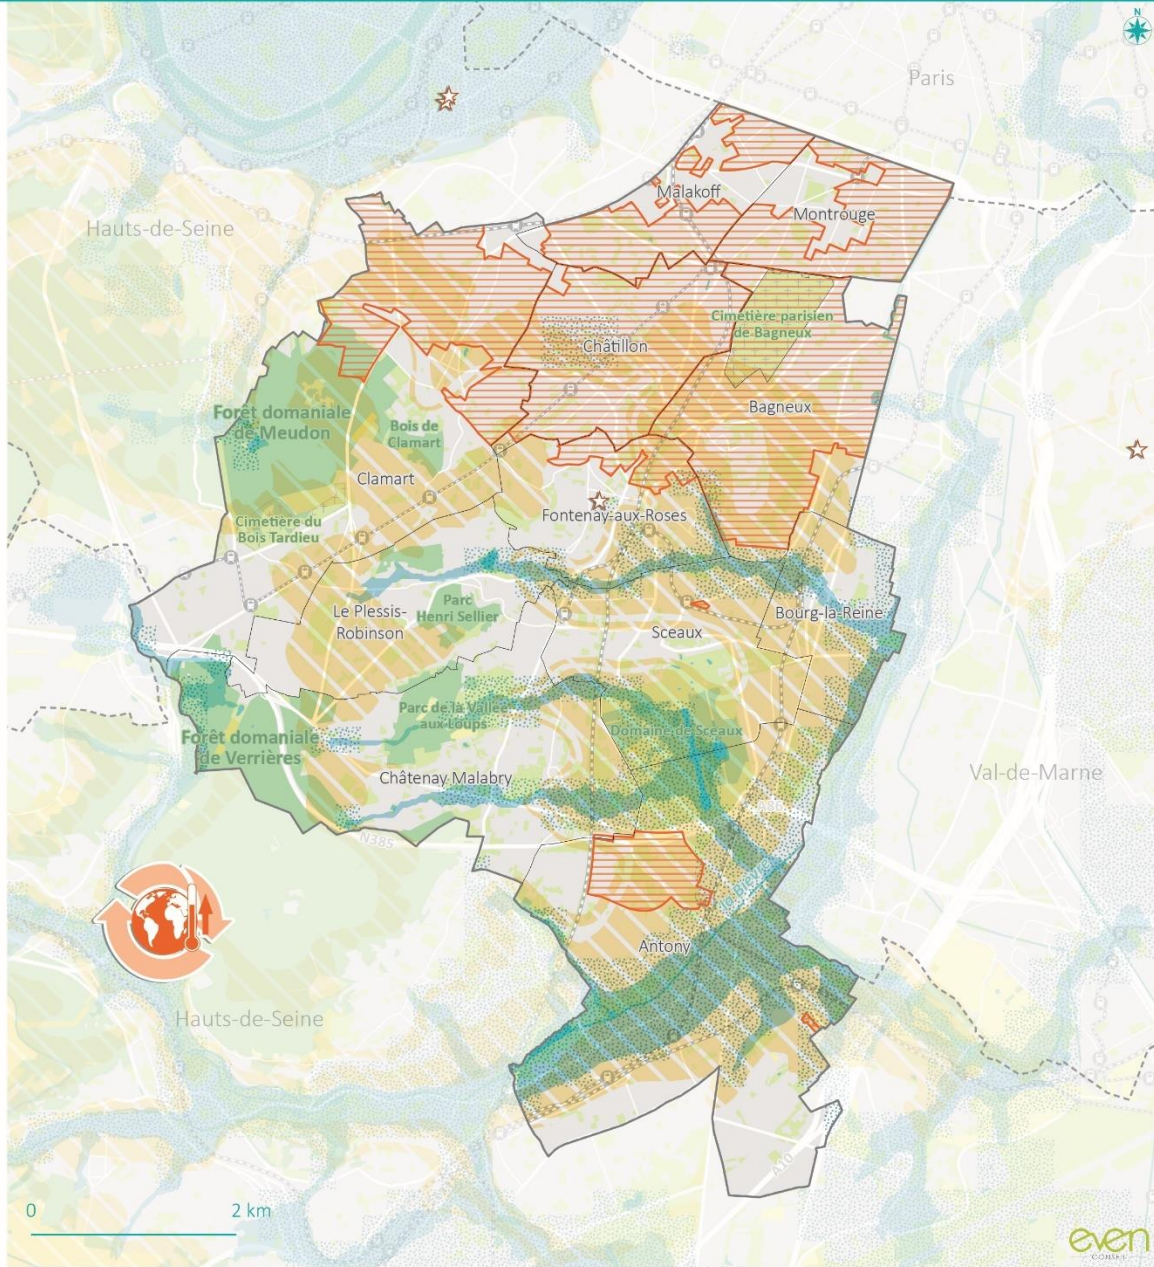 N
Paris
Malakoff
Montrouge
Hauts-de-Seine
Cimetière parisien
de Bagneux
Châtillon
Bagneux
Forêt domaniale
de Meudon
Bois de
Clamart
Clamart
Fontenay-aux-Roses
Cimetière du
Bois Tardieu
Le Plessis-
Robinson
Parc
Henri Sellier
Bourg-la-Reine
Sceaux
Parc de la Vallée
aux Loups
Domaine de Sceaux
Forêt domaniale
de Verrières
Châtenay Malabry
Val-de-Marne
N385
La Bièvre
Antony
Hauts-de-Seine
A10
0
2 km
even
CONSEIL